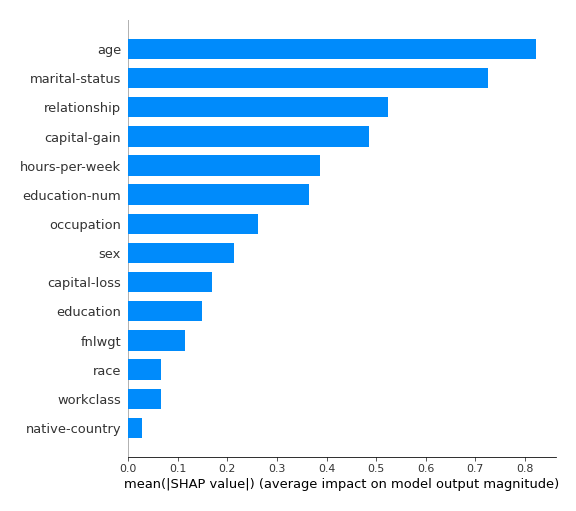 age
marital-status
relationship
capital-gain
hours-per-week
education-num
occupation
sex
capital-loss
education
fnlwgt
race
workclass
native-country
0.0 0.1 0.2 0.3 0.4 0.5 0.6 0.7 0.8
mean(|SHAP value|) (average impact on model output magnitude)